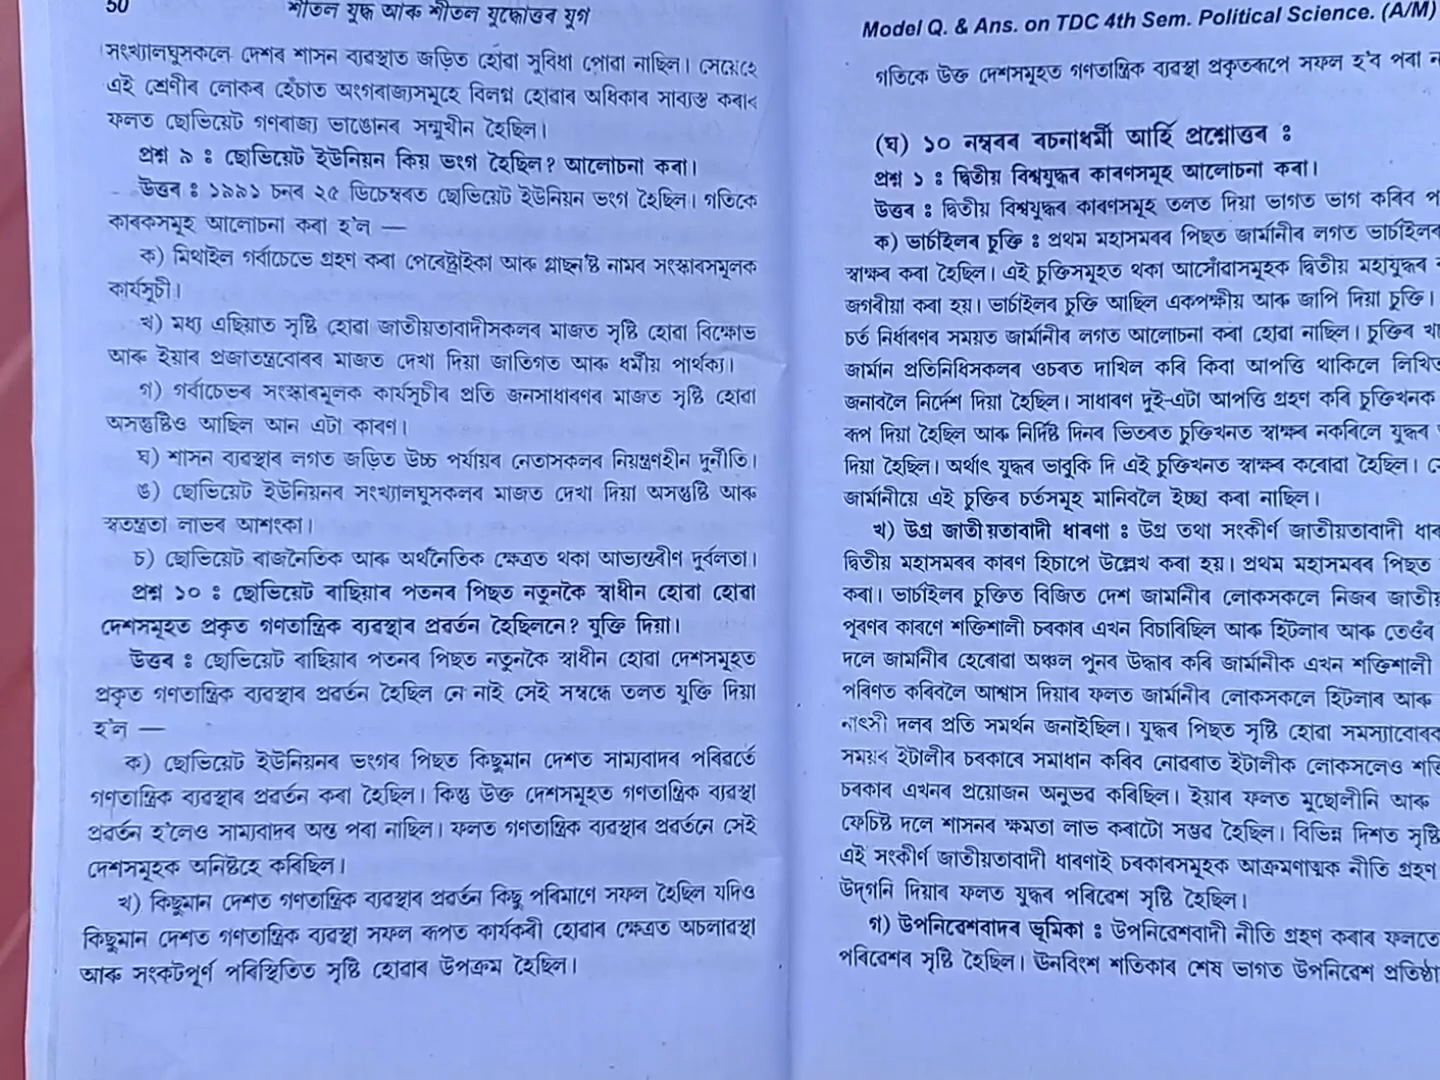 50
শীতল যুদ্ধ আৰু শীতল যুদ্ধোত্তৰ যুগ
সংখ্যালঘুসকলে দেশৰ শাসন ব্যৱস্থাত জড়িত হোৱা সুবিধা পোৱা নাছিল। সেয়েহে
এই শ্ৰেণীৰ লোকৰ হেঁচাত অংগৰাজ্যসমূহে বিলগ্ন হোৱাৰ অধিকাৰ সাব্যস্ত কৰাৰ
ফলত ছোভিয়েট গণৰাজ্য ভাঙোনৰ সন্মুখীন হৈছিল।
প্ৰশ্ন ৯ : ছোভিয়েট ইউনিয়ন কিয় ভংগ হৈছিল? আলোচনা কৰা।
উত্তৰ : ১৯৯১ চনৰ ২৫ ডিচেম্বৰত ছোভিয়েট ইউনিয়ন ভংগ হৈছিল। গতিকে
কাৰকসমূহ আলোচনা কৰা হ'ল —
ক) মিখাইল গৰ্বাচেভে গ্ৰহণ কৰা পেৰেষ্ট্ৰইকা আৰু গ্লাছন'ষ্ট নামৰ সংস্কাৰসমূলক
কাৰ্যসূচী।
খ) মধ্য এছিয়াত সৃষ্টি হোৱা জাতীয়তাবাদীসকলৰ মাজত সৃষ্টি হোৱা বিক্ষোভ
আৰু ইয়াৰ প্ৰজাতন্ত্ৰবোৰৰ মাজত দেখা দিয়া জাতিগত আৰু ধৰ্মীয় পাৰ্থক্য।
গ) গৰ্বাচেভৰ সংস্কাৰমূলক কাৰ্যসূচীৰ প্ৰতি জনসাধাৰণৰ মাজত সৃষ্টি হোৱা
অসন্তুষ্টিও আছিল আন এটা কাৰণ।
ঘ) শাসন ব্যৱস্থাৰ লগত জড়িত উচ্চ পৰ্যায়ৰ নেতাসকলৰ নিয়ন্ত্ৰণহীন দুৰ্নীতি।
ঙ) ছোভিয়েট ইউনিয়নৰ সংখ্যালঘুসকলৰ মাজত দেখা দিয়া অসন্তুষ্টি আৰু
স্বতন্ত্ৰতা লাভৰ আশংকা।
চ) ছোভিয়েট ৰাজনৈতিক আৰু অৰ্থনৈতিক ক্ষেত্ৰত থকা আভ্যন্তৰীণ দুৰ্বলতা।
প্ৰশ্ন ১০ : ছোভিয়েট ৰাছিয়াৰ পতনৰ পিছত নতুনকৈ স্বাধীন হোৱা হোৱা
দেশসমূহত প্ৰকৃত গণতান্ত্ৰিক ব্যৱস্থাৰ প্ৰবৰ্তন হৈছিলনে? যুক্তি দিয়া।
উত্তৰ : ছোভিয়েট ৰাছিয়াৰ পতনৰ পিছত নতুনকৈ স্বাধীন হোৱা দেশসমূহত
প্ৰকৃত গণতান্ত্ৰিক ব্যৱস্থাৰ প্ৰবৰ্তন হৈছিল নে নাই সেই সম্বন্ধে তলত যুক্তি দিয়া
হ'ল —
ক) ছোভিয়েট ইউনিয়নৰ ভংগৰ পিছত কিছুমান দেশত সাম্যবাদৰ পৰিৱৰ্তে
গণতান্ত্ৰিক ব্যৱস্থাৰ প্ৰবৰ্তন কৰা হৈছিল। কিন্তু উক্ত দেশসমূহত গণতান্ত্ৰিক ব্যৱস্থা
প্ৰবৰ্তন হ'লেও সাম্যবাদৰ অন্ত পৰা নাছিল। ফলত গণতান্ত্ৰিক ব্যৱস্থাৰ প্ৰবৰ্তনে সেই
দেশসমূহক অনিষ্টহে কৰিছিল।
খ) কিছুমান দেশত গণতান্ত্ৰিক ব্যৱস্থাৰ প্ৰবৰ্তন কিছু পৰিমাণে সফল হৈছিল যদিও
কিছুমান দেশত গণতান্ত্ৰিক ব্যৱস্থা সফল ৰূপত কাৰ্যকৰী হোৱাৰ ক্ষেত্ৰত অচলাৱস্থা
আৰু সংকটপূৰ্ণ পৰিস্থিতিত সৃষ্টি হোৱাৰ উপক্ৰম হৈছিল।
Model Q. & Ans. on TDC 4th Sem. Political Science. (A/M)
গতিকে উক্ত দেশসমূহত গণতান্ত্ৰিক ব্যৱস্থা প্ৰকৃতৰূপে সফল হ'ব পৰা
(ঘ) ১০ নম্বৰৰ ৰচনাধৰ্মী আৰ্হি প্ৰশ্নোত্তৰ :
প্ৰশ্ন ১ : দ্বিতীয় বিশ্বযুদ্ধৰ কাৰণসমূহ আলোচনা কৰা।
উত্তৰ : দ্বিতীয় বিশ্বযুদ্ধৰ কাৰণসমূহ তলত দিয়া ভাগত ভাগ কৰিব
ক) ভাৰ্চাইলৰ চুক্তি : প্ৰথম মহাসমৰৰ পিছত জাৰ্মানীৰ লগত ভাৰ্চাইলৰ
স্বাক্ষৰ কৰা হৈছিল। এই চুক্তিসমূহত থকা আসোঁৱাসমূহক দ্বিতীয় মহাযুদ্ধৰ
জগৰীয়া কৰা হয়। ভাৰ্চাইলৰ চুক্তি আছিল একপক্ষীয় আৰু জাপি দিয়া চুক্তি।
চৰ্ত নিৰ্ধাৰণৰ সময়ত জাৰ্মানীৰ লগত আলোচনা কৰা হোৱা নাছিল। চুক্তিৰ
জাৰ্মান প্ৰতিনিধিসকলৰ ওচৰত দাখিল কৰি কিবা আপত্তি থাকিলে
জনাবলৈ নিৰ্দেশ দিয়া হৈছিল। সাধাৰণ দুই-এটা আপত্তি গ্ৰহণ কৰি চুক্তিখনক
ৰূপ দিয়া হৈছিল আৰু নিৰ্দিষ্ট দিনৰ ভিতৰত চুক্তিখনত স্বাক্ষৰ নকৰিলে যুদ্ধৰ
দিয়া হৈছিল। অৰ্থাৎ যুদ্ধৰ ভাবুকি দি এই চুক্তিখনত স্বাক্ষৰ কৰোৱা হৈছিল।
জাৰ্মানীয়ে এই চুক্তিৰ চৰ্তসমূহ মানিবলৈ ইচ্ছা কৰা নাছিল।
খ) উগ্ৰ জাতীয়তাবাদী ধাৰণা : উগ্ৰ তথা সংকীৰ্ণ জাতীয়তাবাদী
দ্বিতীয় মহাসমৰৰ কাৰণ হিচাপে উল্লেখ কৰা হয়। প্ৰথম মহাসমৰৰ পিছত
কৰা। ভাৰ্চাইলৰ চুক্তিত বিজিত দেশ জাৰ্মানীৰ লোকসকলে নিজৰ
পূৰণৰ কাৰণে শক্তিশালী চৰকাৰ এখন বিচাৰিছিল আৰু হিটলাৰ আৰু তেওঁৰ
দলে জাৰ্মানীৰ হেৰোৱা অঞ্চল পুনৰ উদ্ধাৰ কৰি জাৰ্মানীক এখন শক্তিশালী
পৰিণত কৰিবলৈ আশ্বাস দিয়াৰ ফলত জাৰ্মানীৰ লোকসকলে হিটলাৰ আৰু
নাৎসী দলৰ প্ৰতি সমৰ্থন জনাইছিল। যুদ্ধৰ পিছত সৃষ্টি হোৱা
সময়ৰ ইটালীৰ চৰকাৰে সমাধান কৰিব নোৱৰাত ইটালীক লোকসলেও
চৰকাৰ এখনৰ প্ৰয়োজন অনুভৱ কৰিছিল। ইয়াৰ ফলত মুছোলীনি আৰু
ফেচিষ্ট দলে শাসনৰ ক্ষমতা লাভ কৰাটো সম্ভৱ হৈছিল। বিভিন্ন দিশত
এই সংকীৰ্ণ জাতীয়তাবাদী ধাৰণাই চৰকাৰসমূহক আক্ৰমণাত্মক নীতি গ্ৰহণ
উদ্গনি দিয়াৰ ফলত যুদ্ধৰ পৰিৱেশ সৃষ্টি হৈছিল।
গ) উপনিৱেশবাদৰ ভূমিকা : উপনিৱেশবাদী নীতি গ্ৰহণ কৰাৰ ফলতে
পৰিৱেশৰ সৃষ্টি হৈছিল। ঊনবিংশ শতিকাৰ শেষ ভাগত উপনিৱেশ